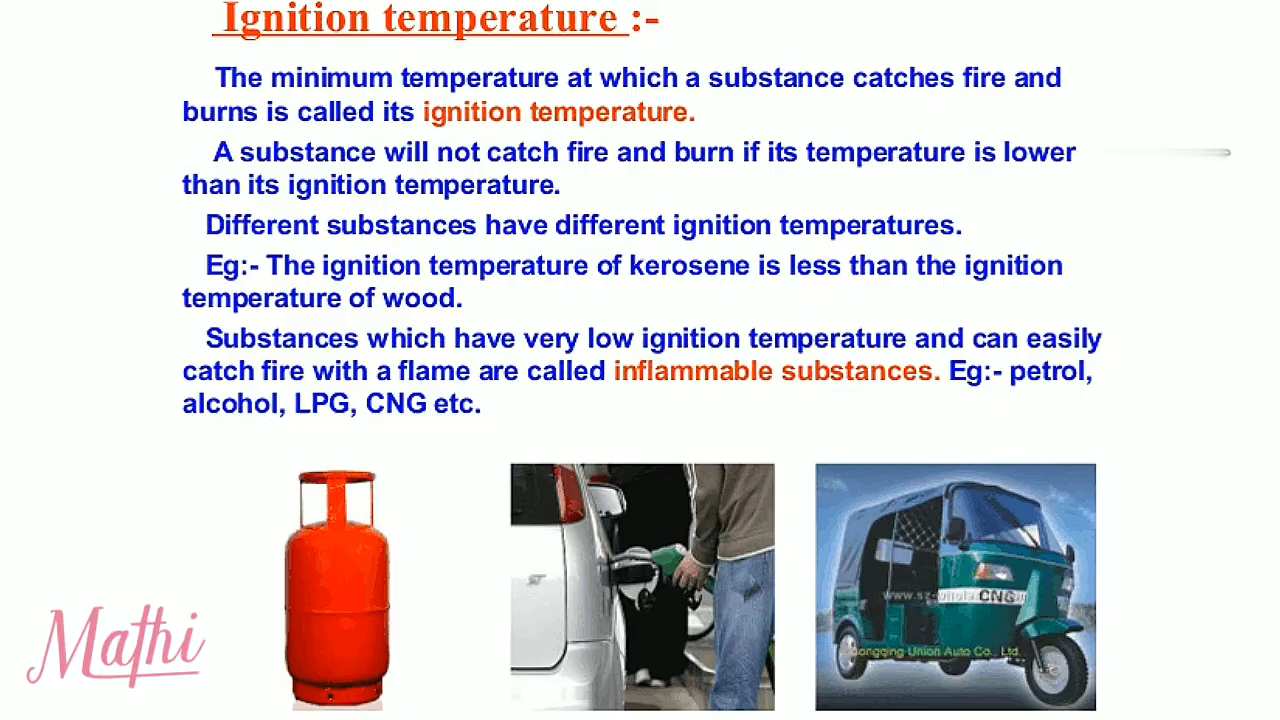 Ignition temperature :-
The minimum temperature at which a substance catches fire and
burns is called its ignition temperature.
A substance will not catch fire and burn if its temperature is lower
than its ignition temperature.
Different substances have different ignition temperatures.
Eg:- The ignition temperature of kerosene is less than the ignition
temperature of wood.
Substances which have very low ignition temperature and can easily
catch fire with a flame are called inflammable substances. Eg:- petrol,
alcohol, LPG, CNG etc.
CNG
Union Auto Co., Ltd.
Mathi